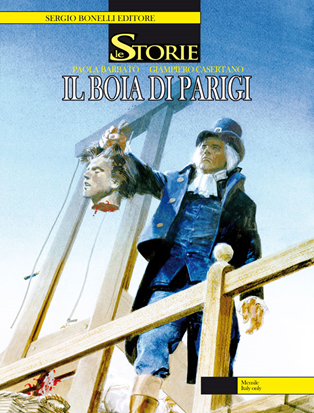 SERGIO BONELLI EDITORE
le STORIE
PAOLA BARBATO - GIAMPIERO CASERTANO
IL BOIA DI PARIGI
Mensile
Italy only